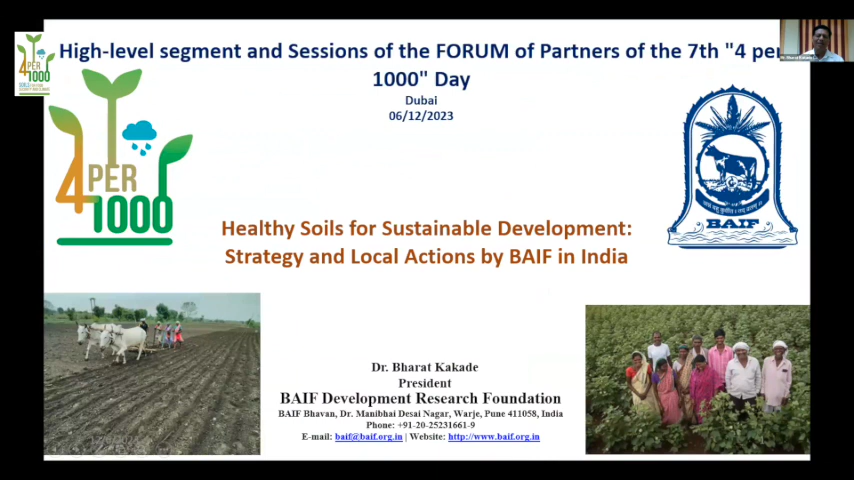 High-level segment and Sessions of the FORUM of Partners of the 7th "4 per
1000" Day
Dubai
06/12/2023
4 PER
1000
4
PER
1000
BAIF
Healthy Soils for Sustainable Development:
Strategy and Local Actions by BAIF in India
Dr. Bharat Kakade
President
BAIF Development Research Foundation
BAIF Bhavan, Dr. Manibhai Desai Nagar, Warje, Pune 411058, India
Phone: +91-20-25231661-9
E-mail: baif@baif.org.in | Website: http://www.baif.org.in